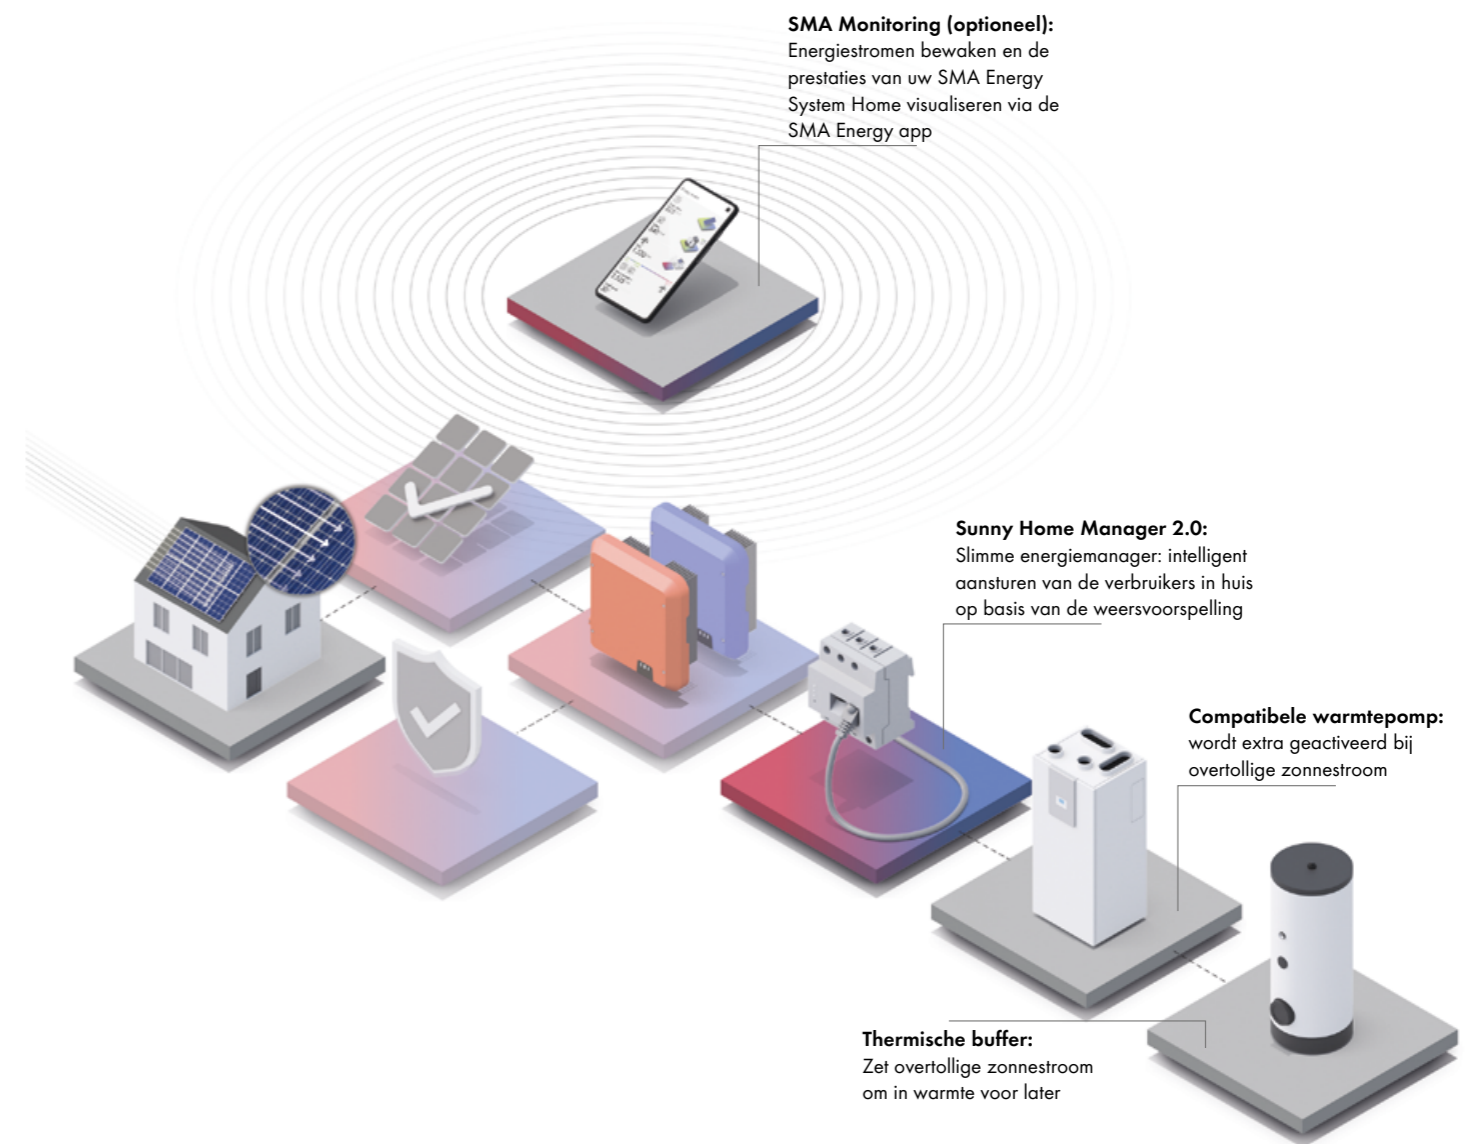 SMA Monitoring (optioneel):
Energiestromen bewaken en de
prestaties van uw SMA Energy
System Home visualiseren via de
SMA Energy app
Sunny Home Manager 2.0:
Slimme energiemanager: intelligent
aansturen van de verbruikers in huis
op basis van de weersvoorspelling
Compatibele warmtepomp:
wordt extra geactiveerd bij
overtollige zonnestroom
Thermische buffer:
Zet overtollige zonnestroom
om in warmte voor later